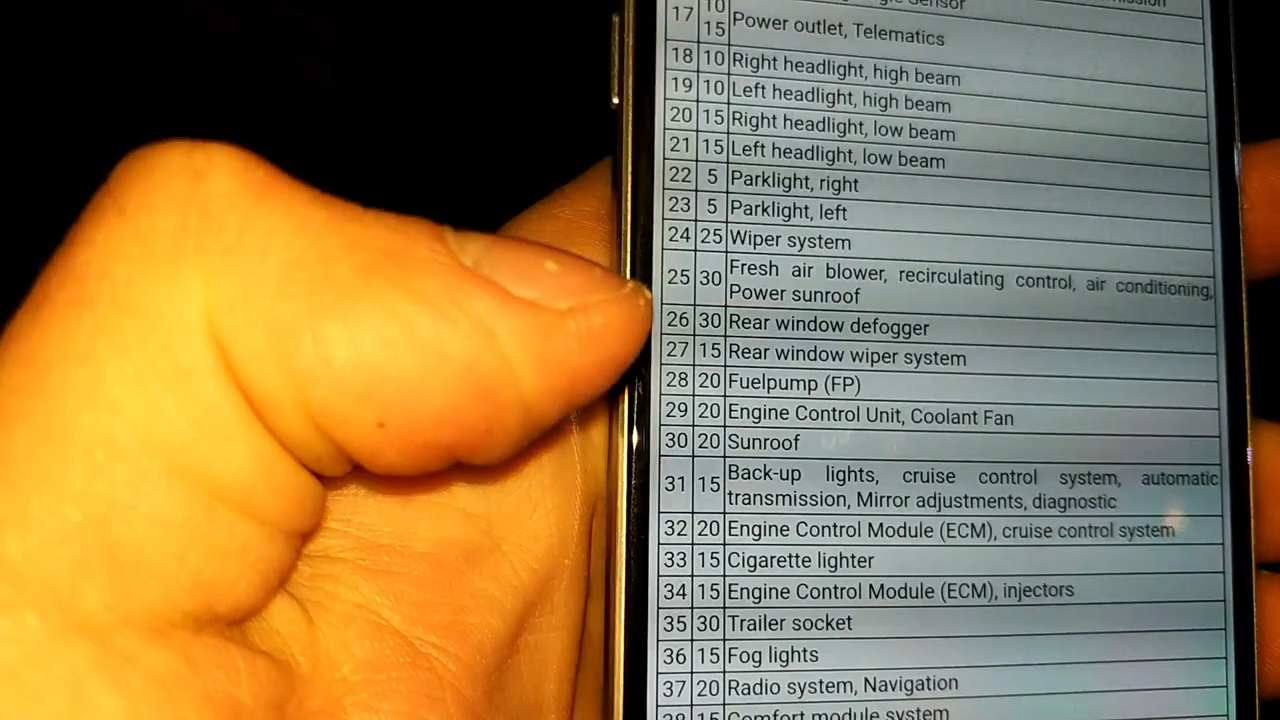 Sensor
17 10 15 Power outlet, Telematics
18 10 Right headlight, high beam
19 10 Left headlight, high beam
20 15 Right headlight, low beam
21 15 Left headlight, low beam
22 5 Parklight, right
23 5 Parklight, left
24 25 Wiper system
25 30 Fresh air blower, recirculating control, air conditioning,
Power sunroof
26 30 Rear window defogger
27 15 Rear window wiper system
28 20 Fuelpump (FP)
29 20 Engine Control Unit, Coolant Fan
30 20 Sunroof
31 15 Back-up lights, cruise control system, automatic
transmission, Mirror adjustments, diagnostic
32 20 Engine Control Module (ECM), cruise control system
33 15 Cigarette lighter
34 15 Engine Control Module (ECM), injectors
35 30 Trailer socket
36 15 Fog lights
37 20 Radio system, Navigation
38 15 Comfort module system